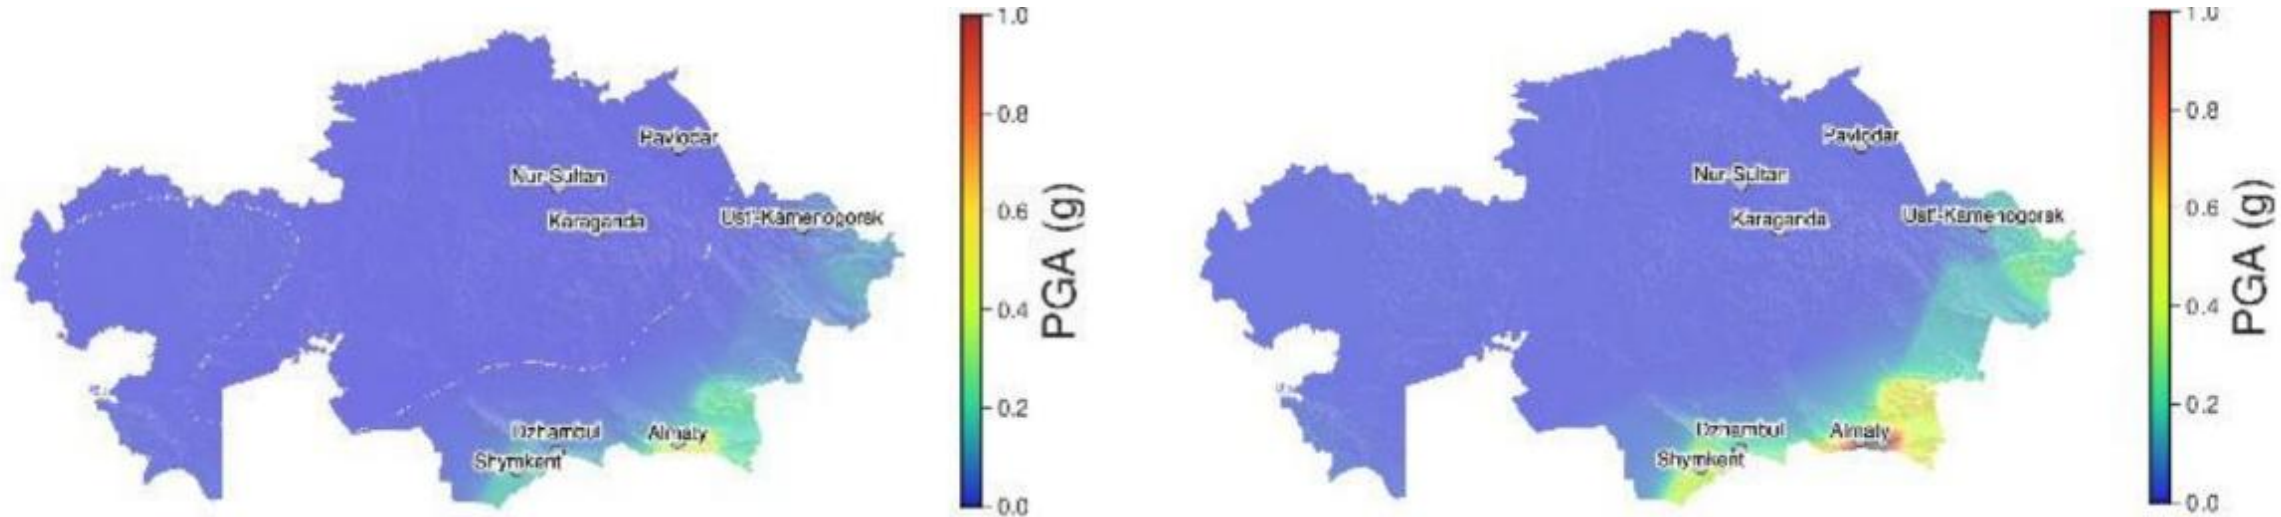 1.0
0.8
Pavlodar
Nur-Sultan
0.6
Ust'-Kamenogorsk
Karaganda
0.4
PGA (g)
0.2
Dzhambul
Almaty
Shymkent
0.0
1.0
0.8
Pavlodar
Nur-Sultan
0.6
Ust'-Kamenogorsk
Karaganda
0.4
PGA (g)
0.2
Dzhambul
Almaty
Shymkent
0.0